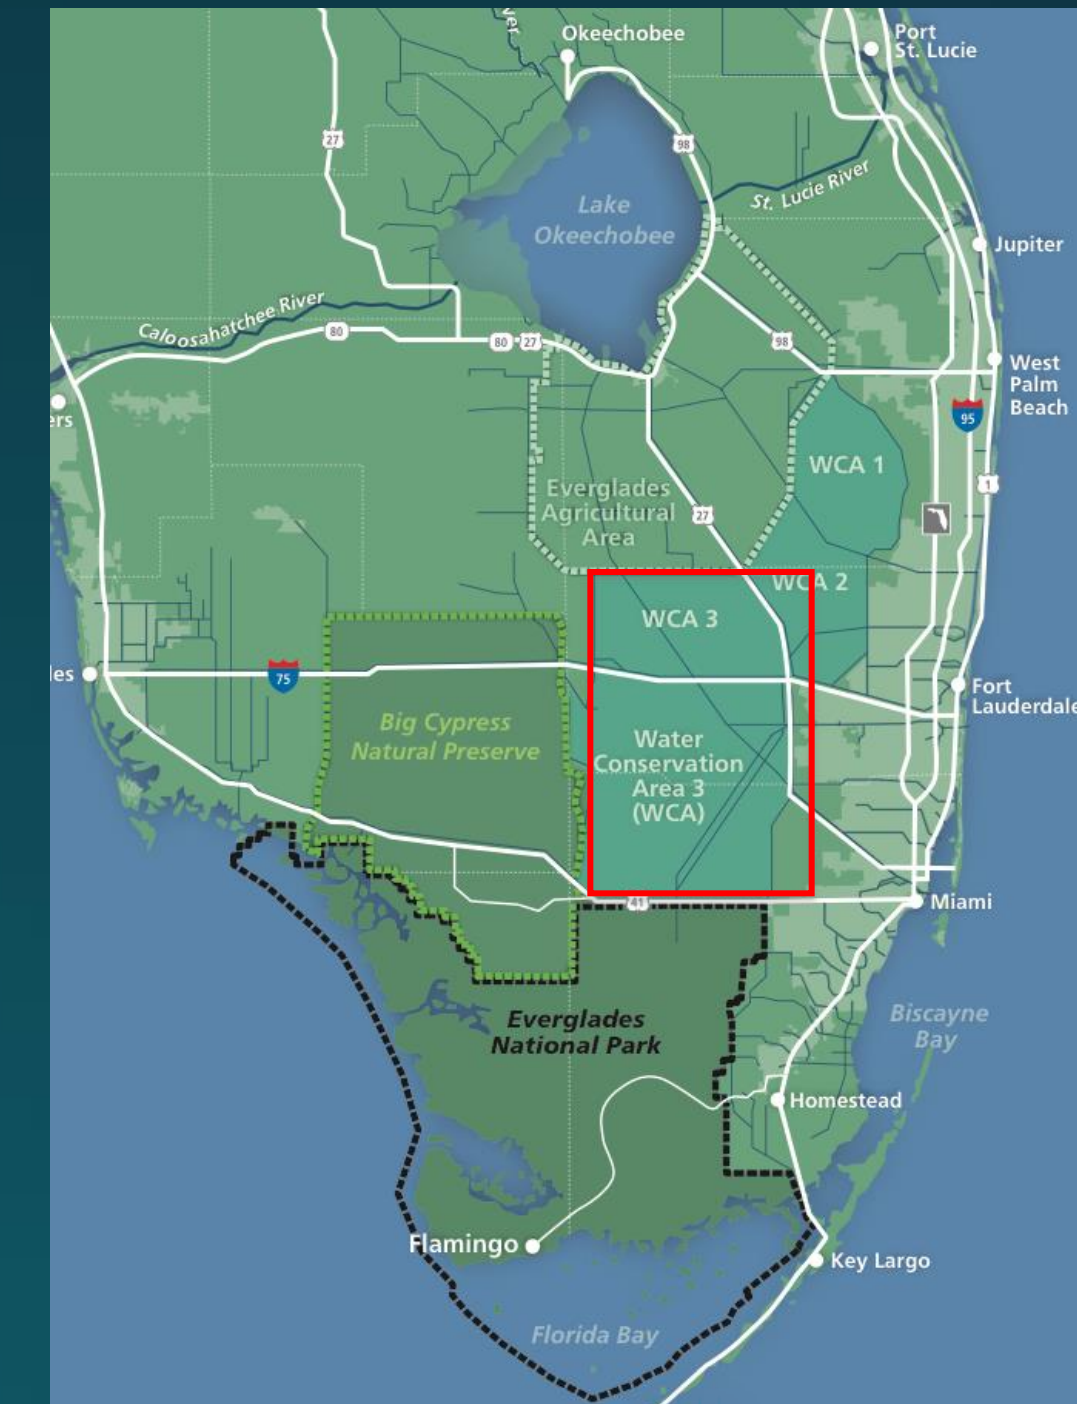 ver
Okeechobee
Port
St. Lucie
27
98
St. Lucie River
Lake
Okeechobee
Jupiter
Caloosahatchee River
80
80
27
98
West
Palm
Beach
ers
95
WCA 1
1
Everglades
Agricultural
Area
27
WCA 2
WCA 3
les
75
Fort
Lauderdale
Big Cypress
Natural Preserve
Water
Conservation
Area 3
(WCA)
41
Miami
Everglades
National Park
Biscayne
Bay
Homestead
Flamingo
Key Largo
Florida Bay